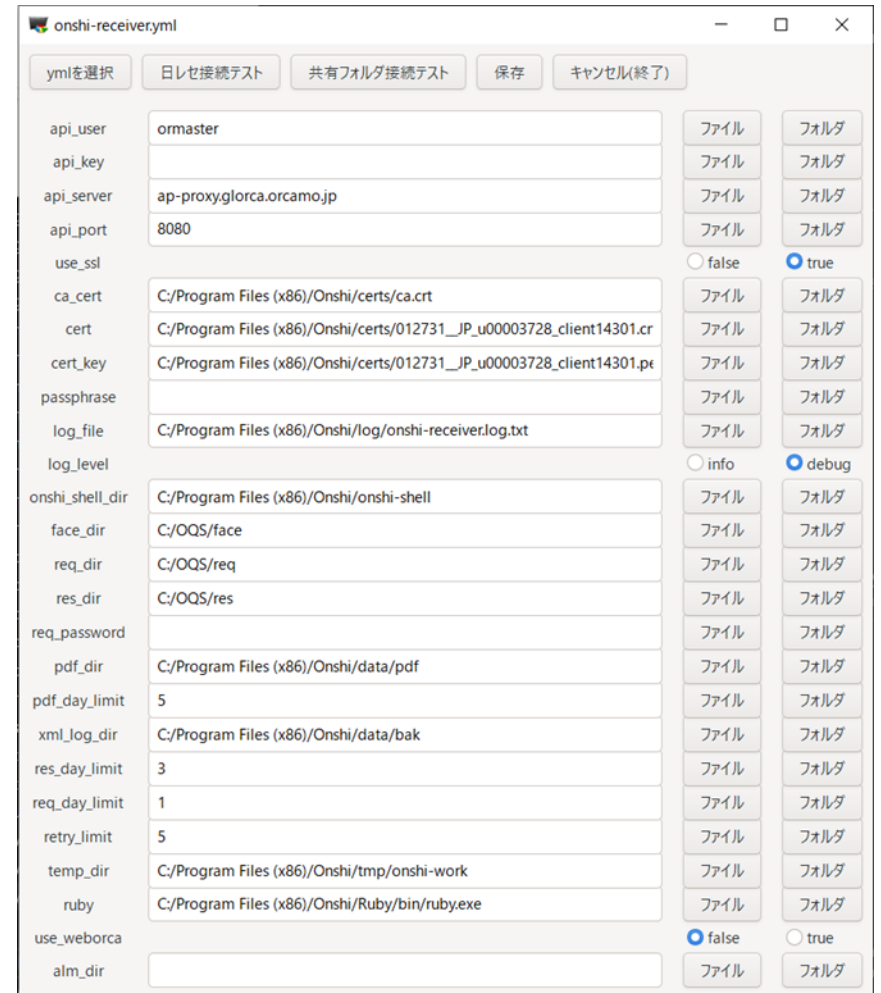 onshi-receiver.yml
ymlを選択 日レセ接続テスト 共有フォルダ接続テスト 保存 キャンセル(終了)
api_user ormaster ファイル フォルダ
api_key ファイル フォルダ
api_server ap-proxy.glorca.orcamo.jp ファイル フォルダ
api_port 8080 ファイル フォルダ
use_ssl false true
ca_cert C:/Program Files (x86)/Onshi/certs/ca.crt ファイル フォルダ
cert C:/Program Files (x86)/Onshi/certs/012731__JP_u00003728_client14301.cr ファイル フォルダ
cert_key C:/Program Files (x86)/Onshi/certs/012731__JP_u00003728_client14301.pe ファイル フォルダ
passphrase ファイル フォルダ
log_file C:/Program Files (x86)/Onshi/log/onshi-receiver.log.txt ファイル フォルダ
log_level info debug
onshi_shell_dir C:/Program Files (x86)/Onshi/onshi-shell ファイル フォルダ
face_dir C:/OQS/face ファイル フォルダ
req_dir C:/OQS/req ファイル フォルダ
res_dir C:/OQS/res ファイル フォルダ
req_password ファイル フォルダ
pdf_dir C:/Program Files (x86)/Onshi/data/pdf ファイル フォルダ
pdf_day_limit 5 ファイル フォルダ
xml_log_dir C:/Program Files (x86)/Onshi/data/bak ファイル フォルダ
res_day_limit 3 ファイル フォルダ
req_day_limit 1 ファイル フォルダ
retry_limit 5 ファイル フォルダ
temp_dir C:/Program Files (x86)/Onshi/tmp/onshi-work ファイル フォルダ
ruby C:/Program Files (x86)/Onshi/Ruby/bin/ruby.exe ファイル フォルダ
use_weborca false true
alm_dir ファイル フォルダ